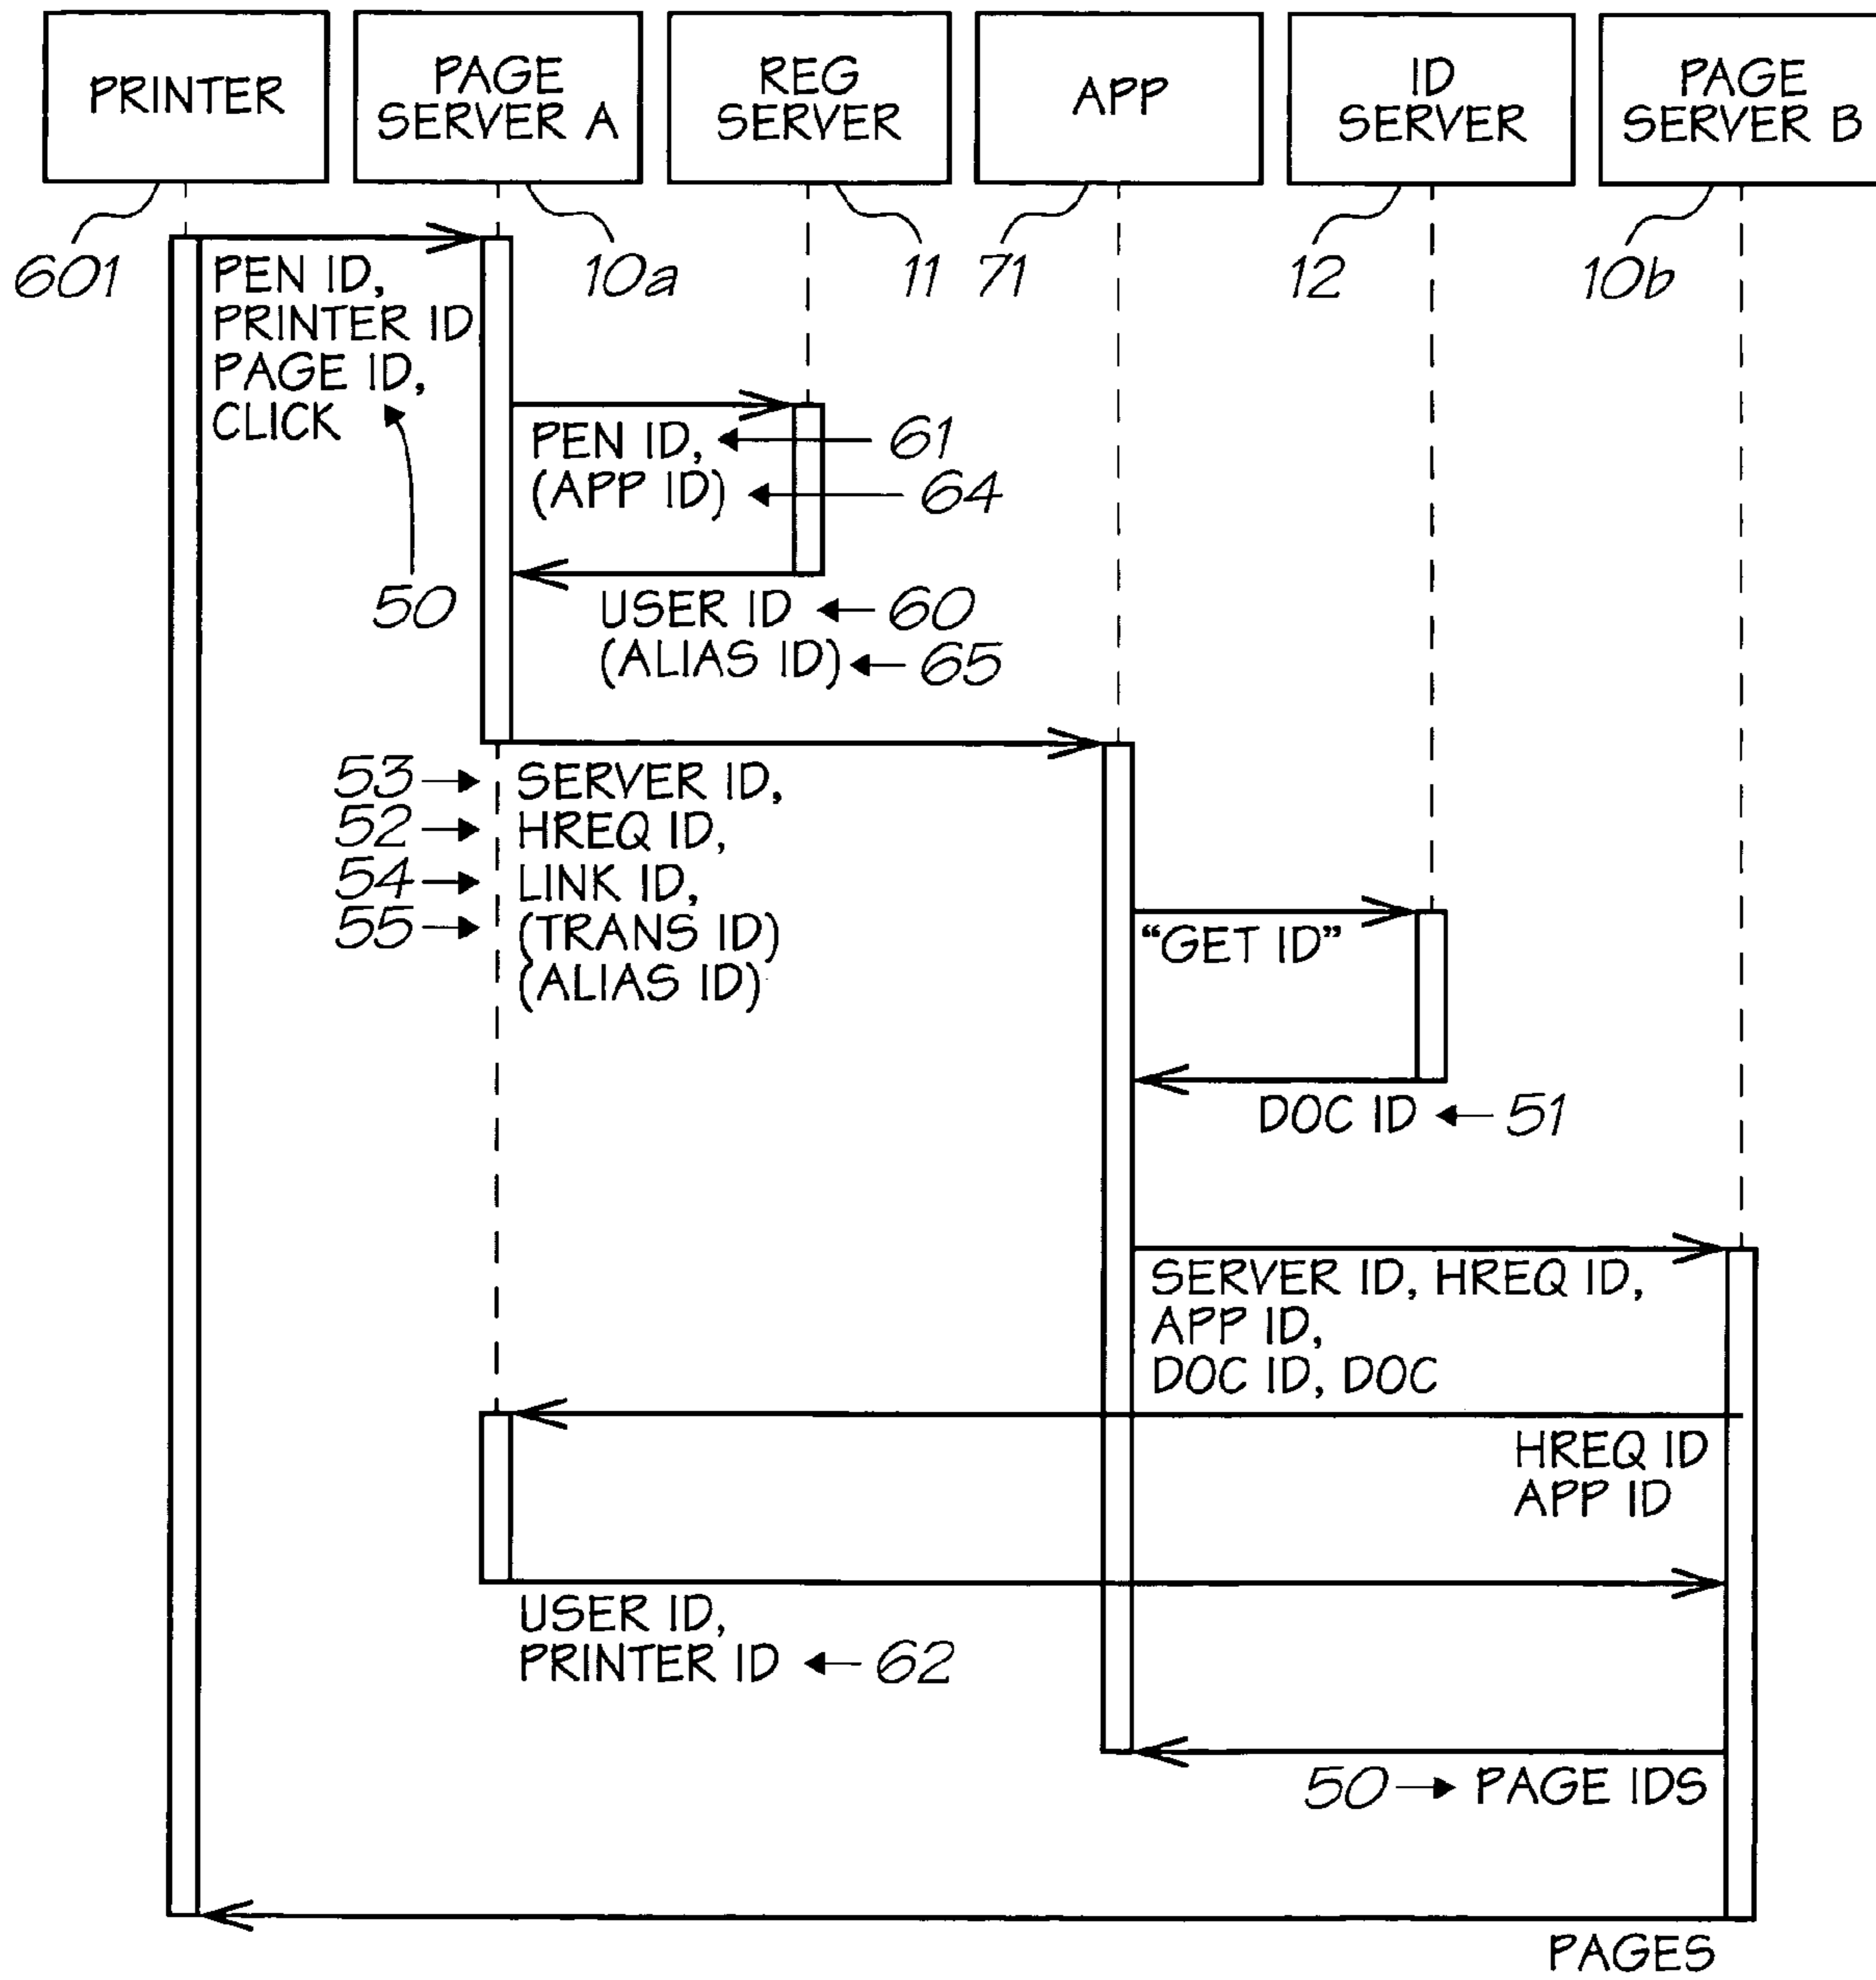 PRINTER
PAGE
SERVER A
REG
SERVER
APP
ID
SERVER
PAGE
SERVER B
601
10a
11
71
12
10b
PEN ID,
PRINTER ID
PAGE ID,
CLICK
50
PEN ID,
61
(APP ID)
64
USER ID
60
(ALIAS ID)
65
53
SERVER ID,
52
HREQ ID,
54
LINK ID,
55
(TRANS ID)
(ALIAS ID)
“GET ID”
DOC ID
51
SERVER ID, HREQ ID,
APP ID,
DOC ID, DOC
HREQ ID
APP ID
USER ID,
PRINTER ID
62
50
PAGE IDS
PAGES